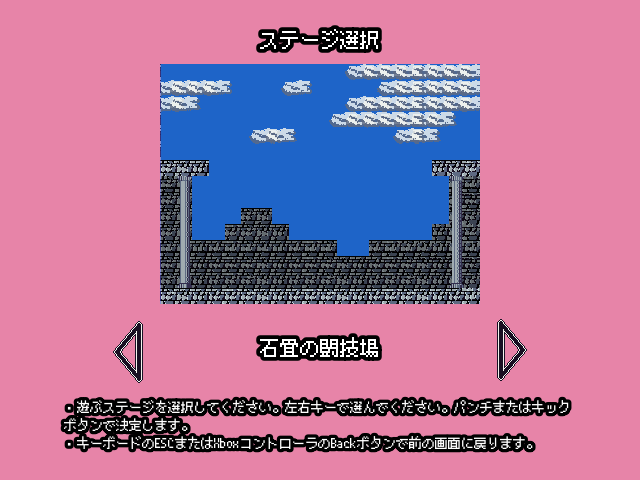 ステージ選択
石畳の闘技場
・遊ぶステージを選択してください。左右キーで選んでください。パンチまたはキック
ボタンで決定します。
・キーボードのESCまたはXboxコントローラのBackボタンで前の画面に戻ります。